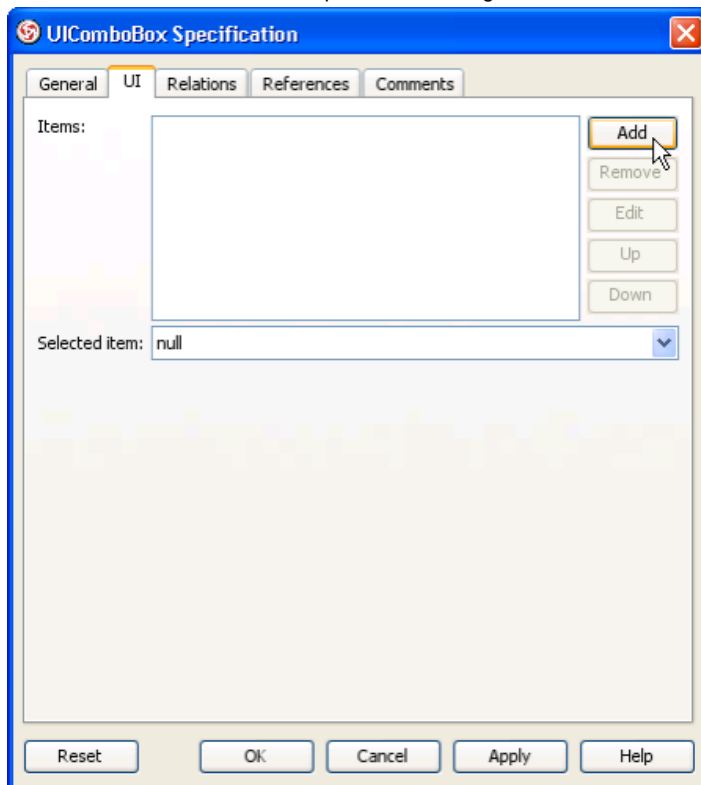 UIComboBox Specification
General UI Relations References Comments
Items:
Add
Remove
Edit
Up
Down
Selected item: null
Reset OK Cancel Apply Help